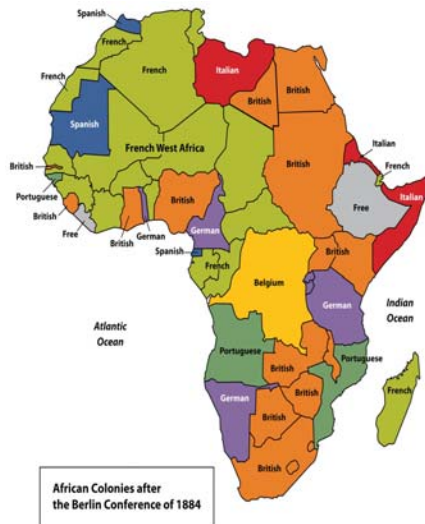 Spanish
French
French
French
Italian
British
British
Spanish
French West Africa
British
Portuguese
British
Free
British
German
British
German
Spanish
French
British
Italian
French
Free
Italian
Belgium
British
British
German
Indian
Ocean
Atlantic
Ocean
Portuguese
British
Portuguese
German
British
British
French
British
African Colonies after
the Berlin Conference of 1884